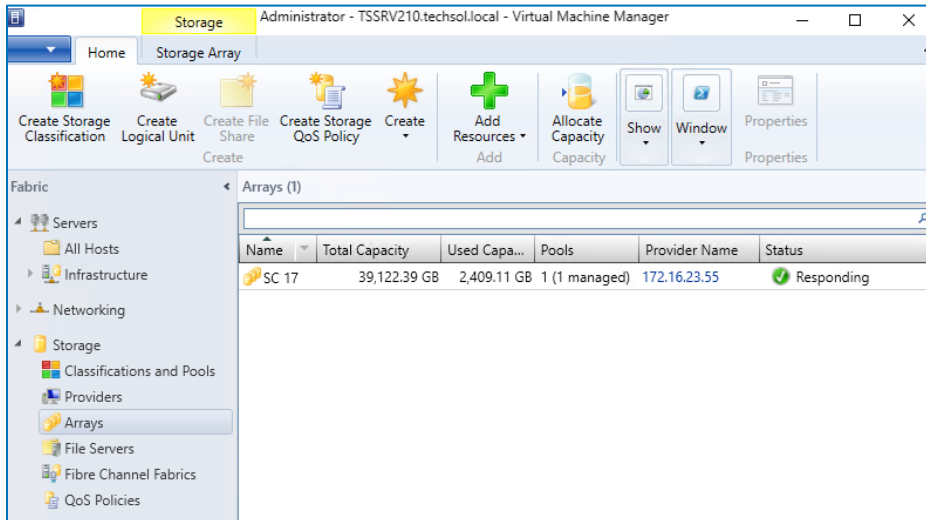 Storage
Administrator - TSSRV210.techsol.local - Virtual Machine Manager
Home
Storage Array
Create Storage
Classification
Create
Logical Unit
Create File
Share
Create Storage
QoS Policy
Create
Add
Resources
Allocate
Capacity
Show
Window
Properties
Create
Add
Capacity
Properties
Fabric
Arrays (1)
Servers
All Hosts
Infrastructure
Networking
Storage
Classifications and Pools
Providers
Arrays
File Servers
Fibre Channel Fabrics
QoS Policies
Name Total Capacity Used Capa... Pools Provider Name Status
SC 17 39,122.39 GB 2,409.11 GB 1 (1 managed) 172.16.23.55 Responding